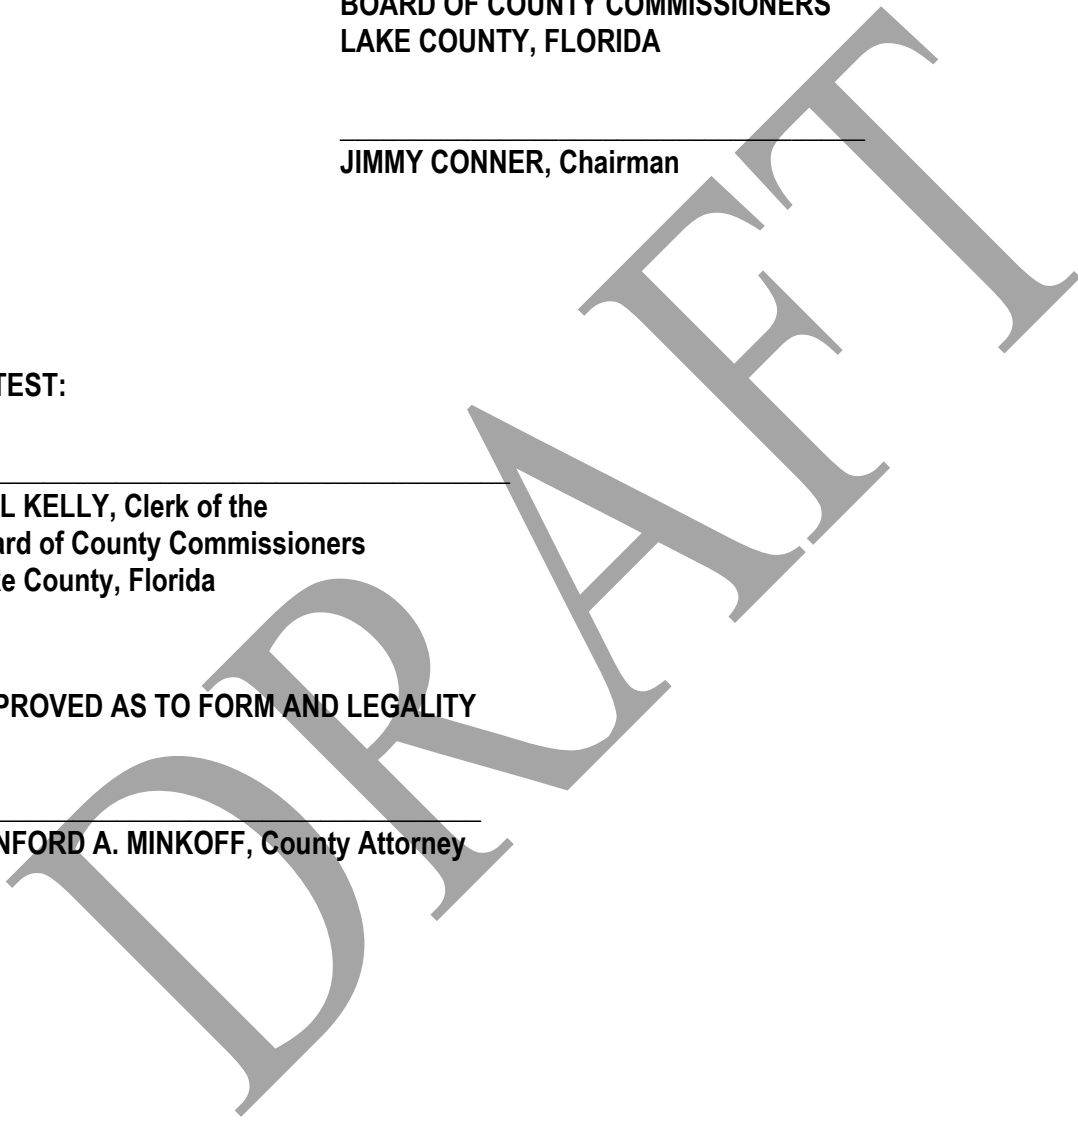 BOARD OF COUNTY COMMISSIONERS
LAKE COUNTY, FLORIDA
JIMMY CONNER, Chairman
TEST:
L KELLY, Clerk of the
ard of County Commissioners
e County, Florida
PROVED AS TO FORM AND LEGALITY
NFORD A. MINKOFF, County Attorney
DRAFT